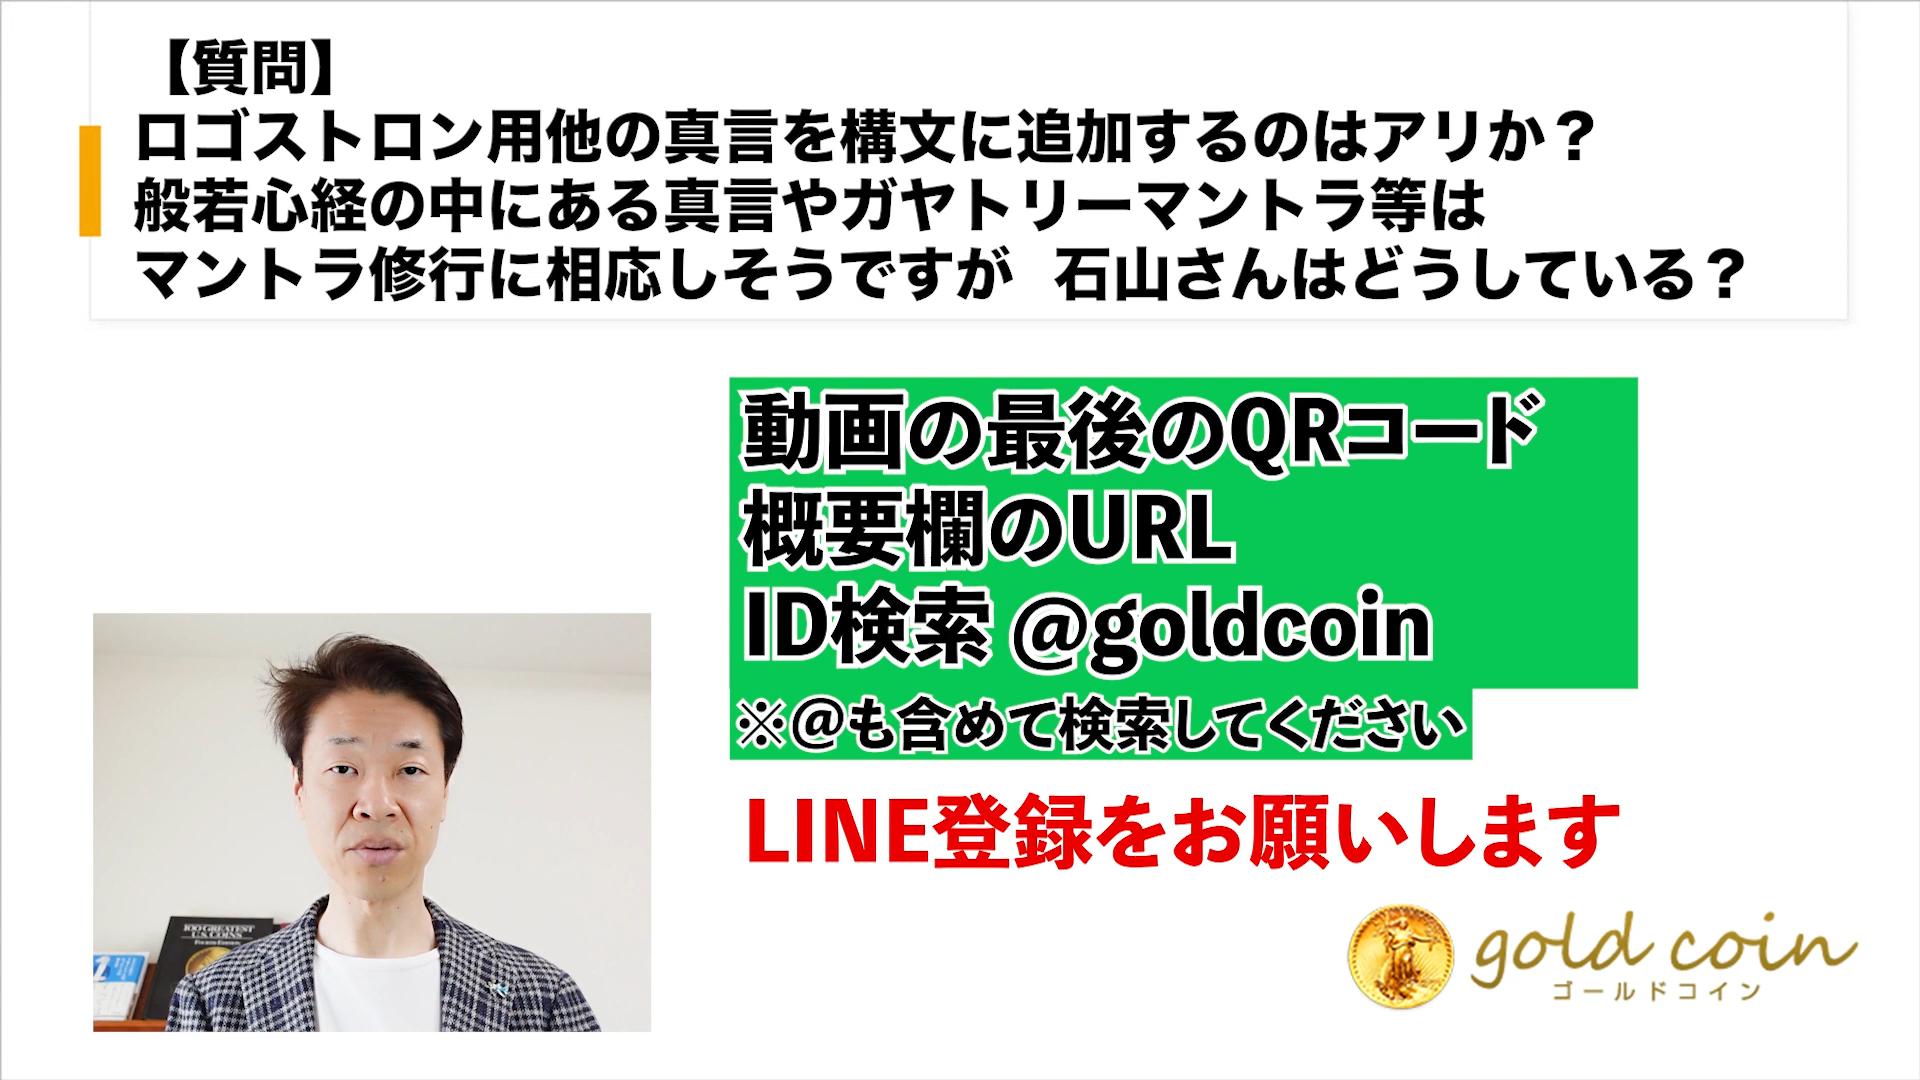 【質問】
ロゴストロン用他の真言を構文に追加するのはアリか？
般若心経の中にある真言やガヤトリーマントラ等は
マントラ修行に相応しそうですが 石山さんはどうしている？
動画の最後のQRコード
概要欄のURL
ID検索 @goldcoin
※@も含めて検索してください
LINE登録をお願いします
100 GREATEST
U.S. COINS
FOURTH EDITION
gold coin
ゴールドコイン